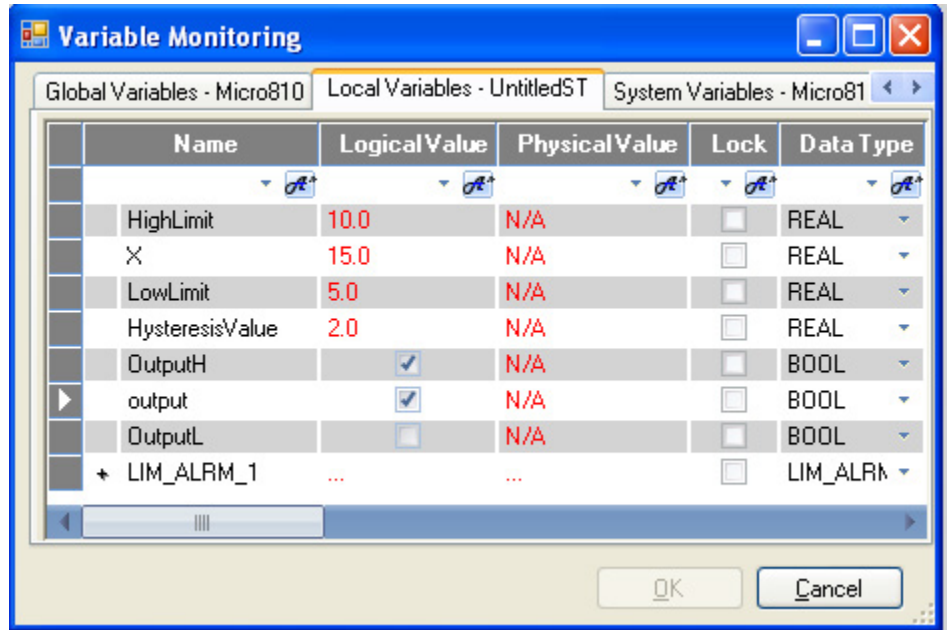 Variable Monitoring
Global Variables - Micro810 Local Variables - UntitledST System Variables - Micro81
Name Logical Value Physical Value Lock Data Type
HighLimit 10.0 N/A REAL
X 15.0 N/A REAL
LowLimit 5.0 N/A REAL
HysteresisValue 2.0 N/A REAL
OutputH N/A BOOL
output N/A BOOL
OutputL N/A BOOL
+ LIM_ALRM_1 ... ... LIM_ALRM
OK Cancel